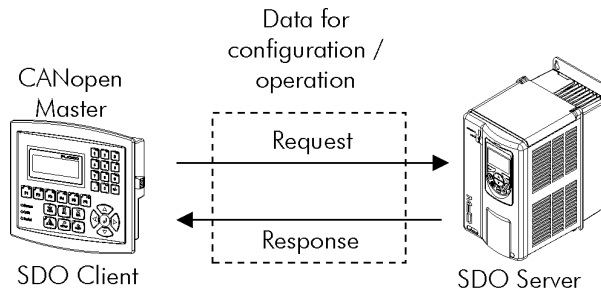 Data for
configuration /
operation
CANopen
Master
Request
Response
SDO Client
SDO Server